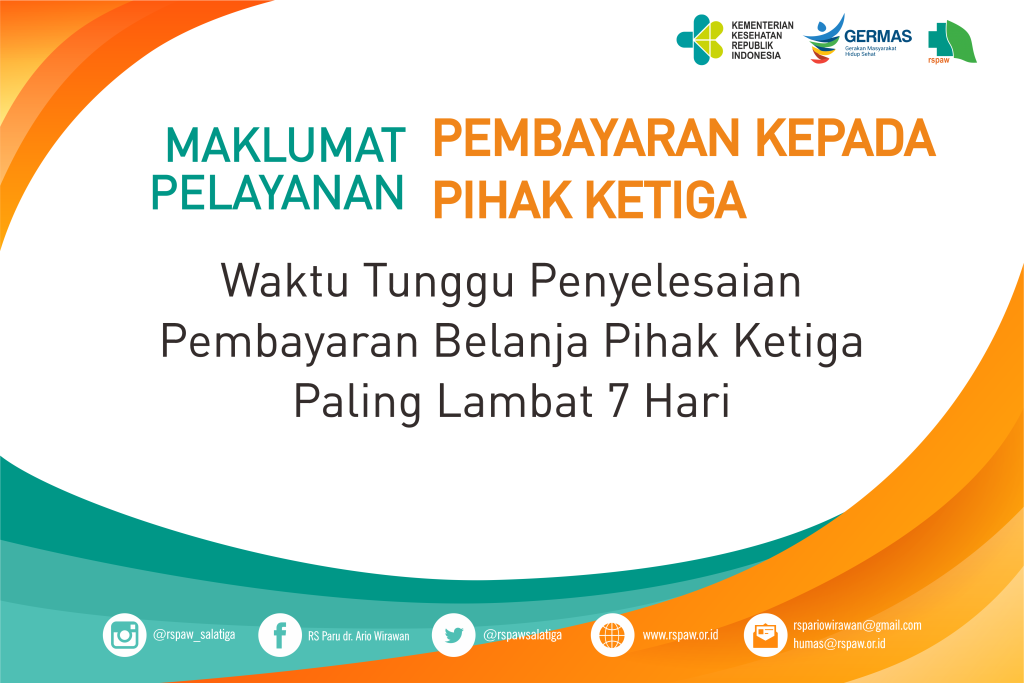 KEMENTERIAN
KESEHATAN
REPUBLIK
INDONESIA
GERMAS
Gerakan Masyarakat
Hidup Sehat
rspaw
MAKLUMAT
PELAYANAN
PEMBAYARAN KEPADA
PIHAK KETIGA
Waktu Tunggu Penyelesaian
Pembayaran Belanja Pihak Ketiga
Paling Lambat 7 Hari
@rspaw_salatiga
RS Paru dr. Ario Wirawan
@rspawsalatiga
www.rspaw.or.id
rspariowirawan@gmail.com
humas@rspaw.or.id